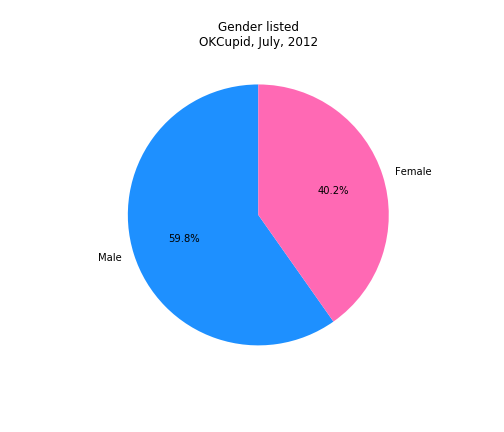 Gender listed
OKCupid, July, 2012
Female
40.2%
59.8%
Male